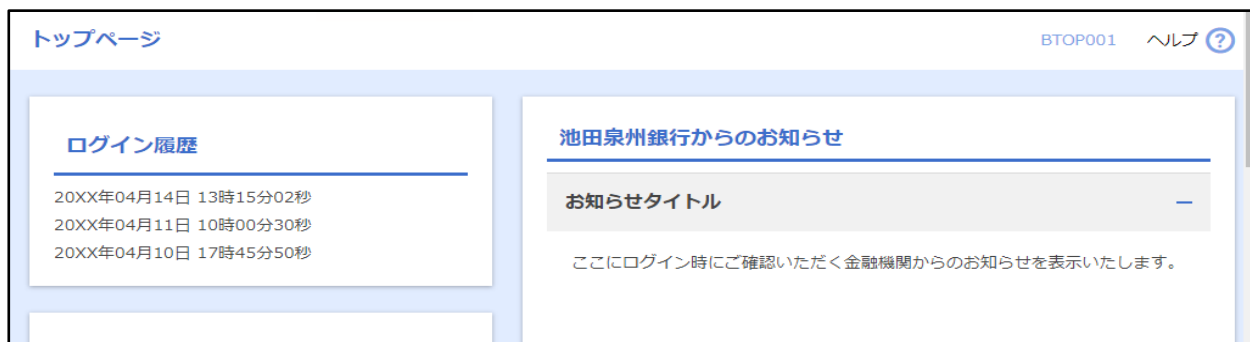 トップページ
BTOP001 ヘルプ ?
ログイン履歴
20XX年04月14日 13時15分02秒
20XX年04月11日 10時00分30秒
20XX年04月10日 17時45分50秒
池田泉州銀行からのお知らせ
お知らせタイトル
ここにログイン時にご確認いただく金融機関からのお知らせを表示いたします。